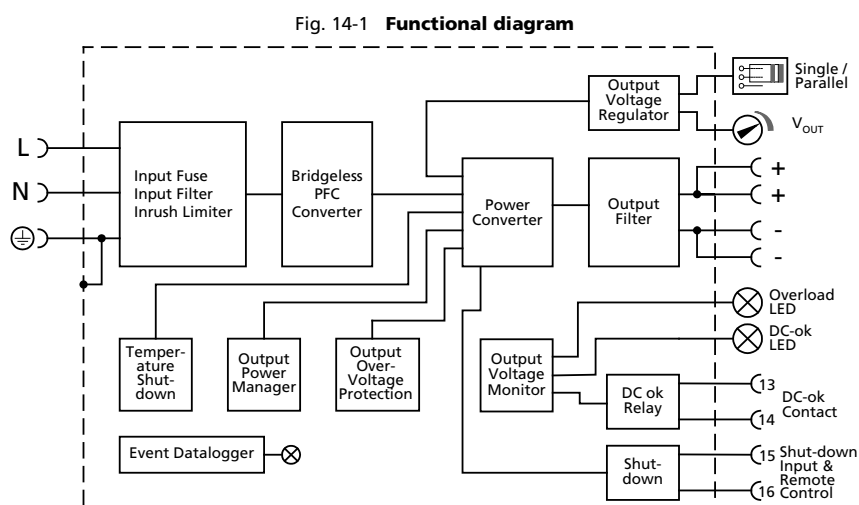 Fig. 14-1 Functional diagram
Single /
Parallel
Output
Voltage
Regulator
V_OUT
L
N
Input Fuse
Input Filter
Inrush Limiter
Bridgeless
PFC
Converter
Power
Converter
Output
Filter
+
+
-
-
Overload
LED
DC-ok
LED
Temper-
ature
Shut-
down
Output
Power
Manager
Output
Over-
Voltage
Protection
Output
Voltage
Monitor
DC ok
Relay
13
14
DC-ok
Contact
Event Datalogger
Shut-
down
15
16
Shut-down
Input &
Remote
Control